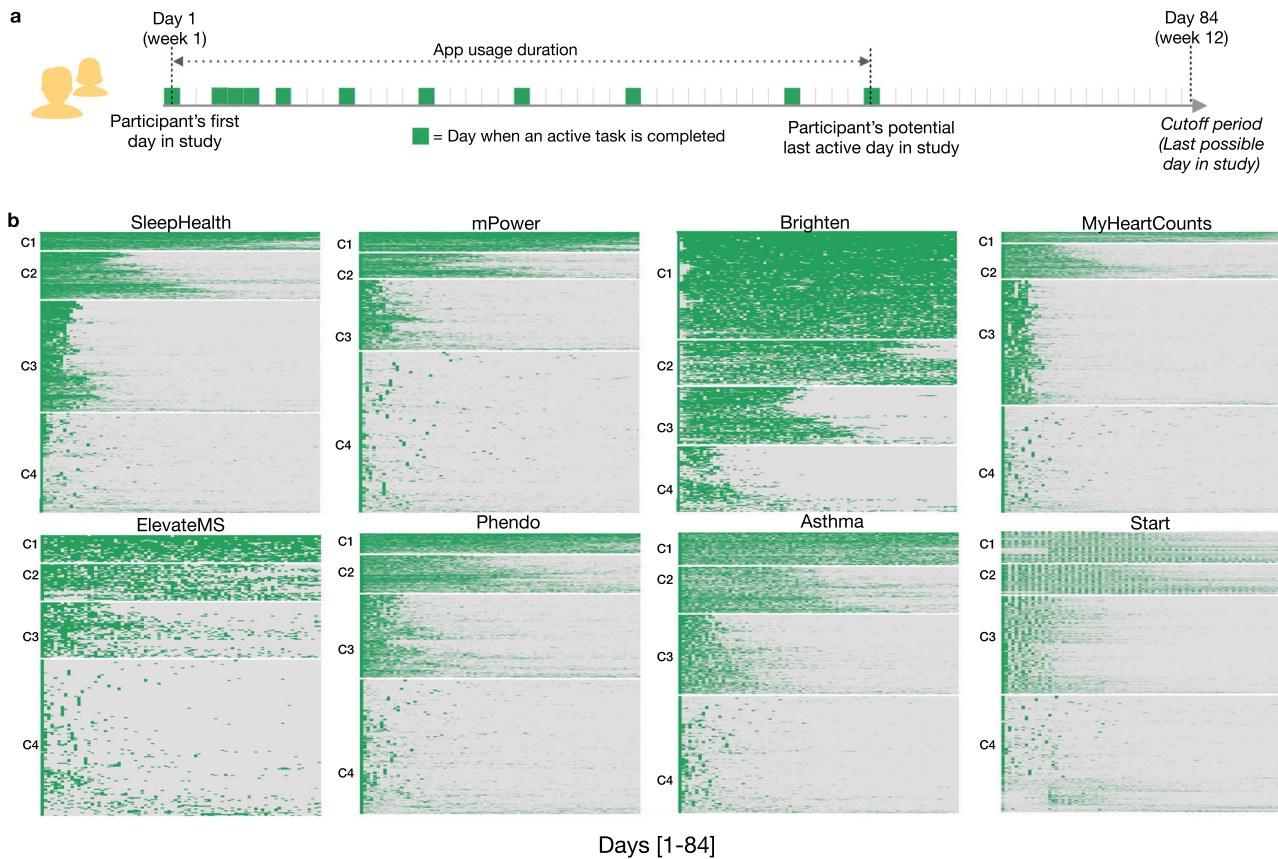 a
Day 1
(week 1)
Day 84
(week 12)
App usage duration
Participant's first
day in study
= Day when an active task is completed
Participant's potential
last active day in study
Cutoff period
(Last possible
day in study)
b
SleepHealth
C1
C2
C3
C4
mPower
C1
C2
C3
C4
Brighten
C1
C2
C3
C4
MyHeartCounts
C1
C2
C3
C4
ElevateMS
C1
C2
C3
C4
Phendo
C1
C2
C3
C4
Asthma
C1
C2
C3
C4
Start
C1
C2
C3
C4
Days [1-84]